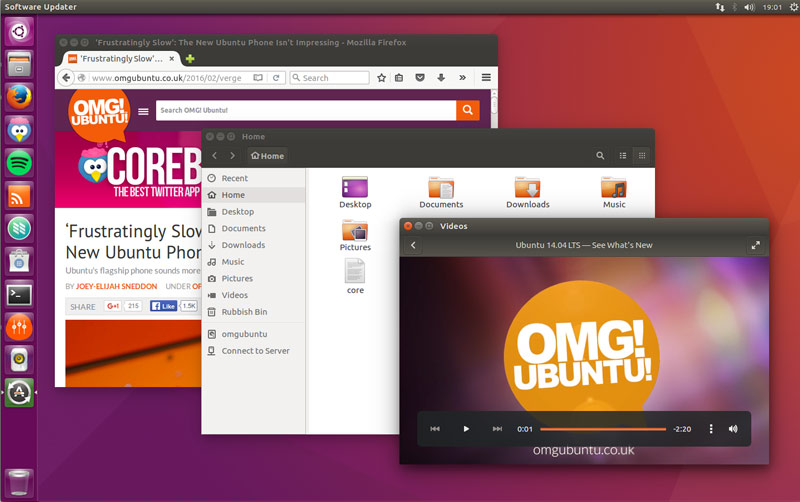 Software Updater
19:01
'Frustratingly Slow': The New Ubuntu Phone Isn't Impressing - Mozilla Firefox
'Frustratingly Slow'...
www.omgubuntu.co.uk/2016/02/verge
Search
OMG!
UBUNTU!
Search OMG! Ubuntu!
COREB
THE BEST TWITTER APP
'Frustratingly Slow
New Ubuntu Phon
Ubuntu's flagship phone sounds more
BY JOEY-ELIJAH SNEDDON UNDER
SHARE G+1 215 Like 1.5K
Home
Home
Recent
Home
Desktop
Documents
Downloads
Music
Pictures
Videos
Rubbish Bin
omgubuntu
Connect to Server
Desktop
Documents
Downloads
Music
Pictures
core
Videos
Ubuntu 14.04 LTS — See What's New
OMG!
UBUNTU!
0:01
-2:20
omgubuntu.co.uk